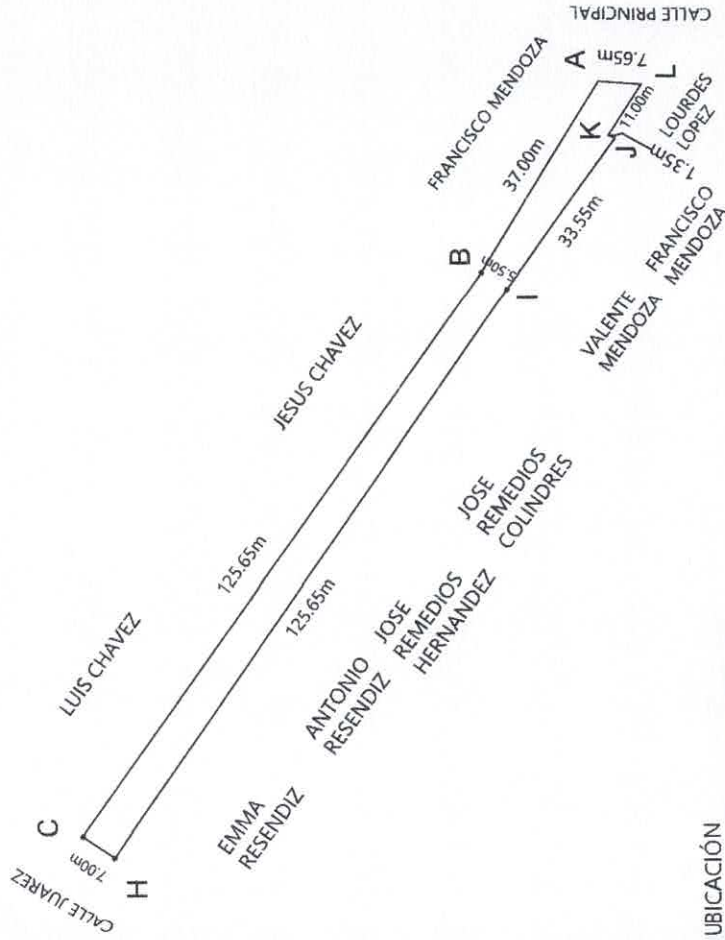 CALLE PRINCIPAL
A
7.65m
L
FRANCISCO MENDOZA
37.00m
K
11.00m
LOURDES
LOPEZ
J
1.35m
33.55m
FRANCISCO
MENDOZA
B
5.50m
I
VALENTE
MENDOZA
JESUS CHAVEZ
125.65m
125.65m
JOSE
REMEDIOS
COLINDRES
JOSE
REMEDIOS
HERNANDEZ
LUIS CHAVEZ
ANTONIO
RESENDIZ
EMMA
RESENDIZ
C
7.00m
H
CALLE JUAREZ
UBICACIÓN